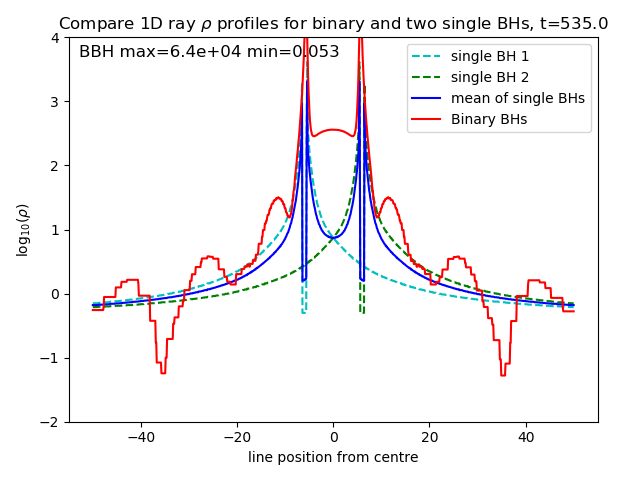 Compare 1D ray ρ profiles for binary and two single BHs, t=535.0
BBH max=6.4e+04 min=0.053
single BH 1
single BH 2
mean of single BHs
Binary BHs
log₁₀(ρ)
4
3
2
1
0
−1
−2
−40 −20 0 20 40
line position from centre